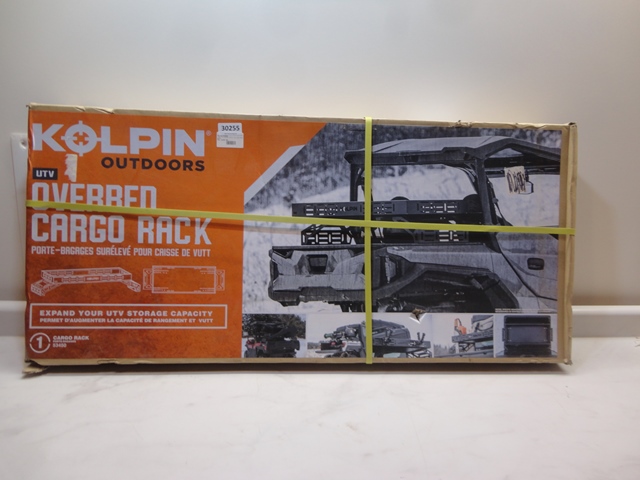 KOLPIN®
OUTDOORS
30255
UTV
OVERBED
CARGO RACK
PORTE-BAGAGES SURÉLEVÉ POUR CAISSE DE VUTT
EXPAND YOUR UTV STORAGE CAPACITY
PERMET D'AUGMENTER LA CAPACITÉ DE RANGEMENT ET VUTT
1
CARGO RACK